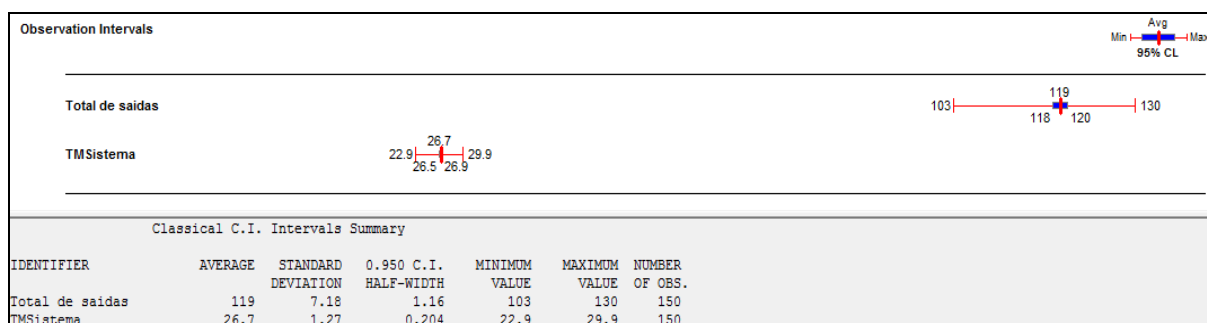 Observation Intervals
Avg
Min Max
95% CL
Total de saidas
119
103 130
118 120
TMSistema
26.7
22.9 29.9
26.5 26.9
Classical C.I. Intervals Summary
IDENTIFIER AVERAGE STANDARD 0.950 C.I. MINIMUM MAXIMUM NUMBER
DEVIATION HALF-WIDTH VALUE VALUE OF OBS.
Total de saidas 119 7.18 1.16 103 130 150
TMSistema 26.7 1.27 0.204 22.9 29.9 150